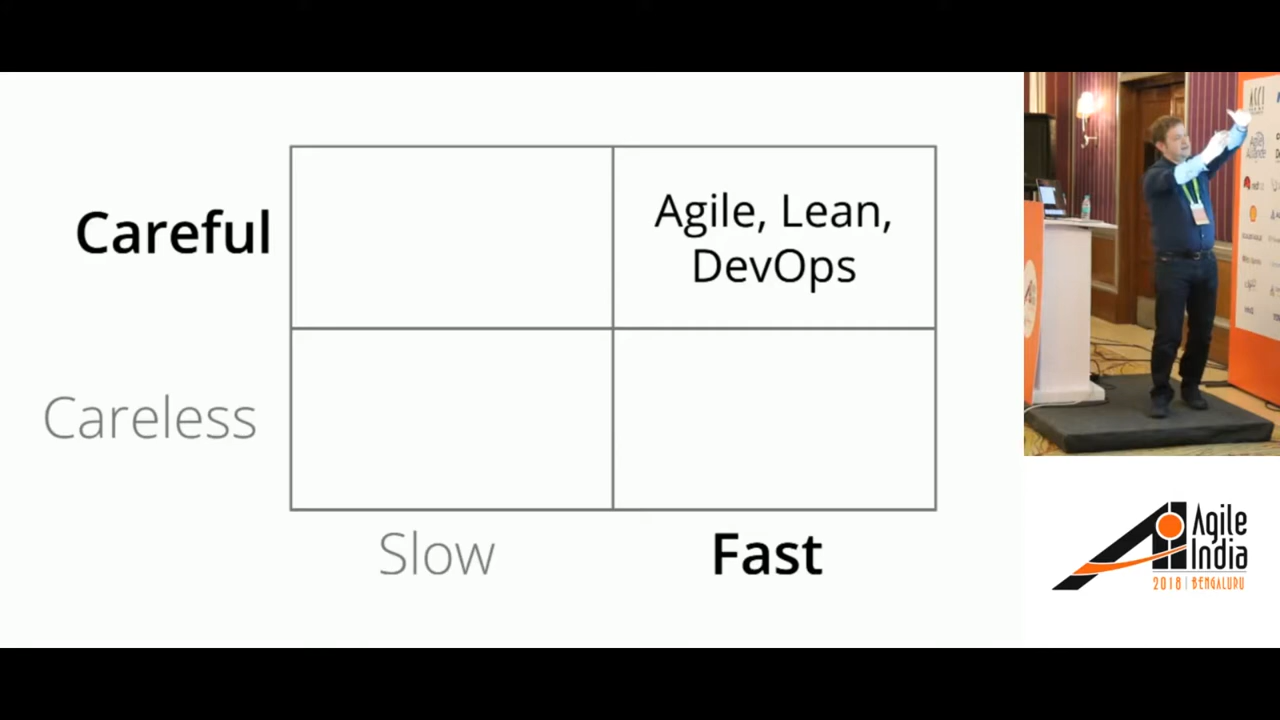 Careful
Agile, Lean,
DevOps
Careless
Slow
Fast
Agile
India
2018 | BENGALURU